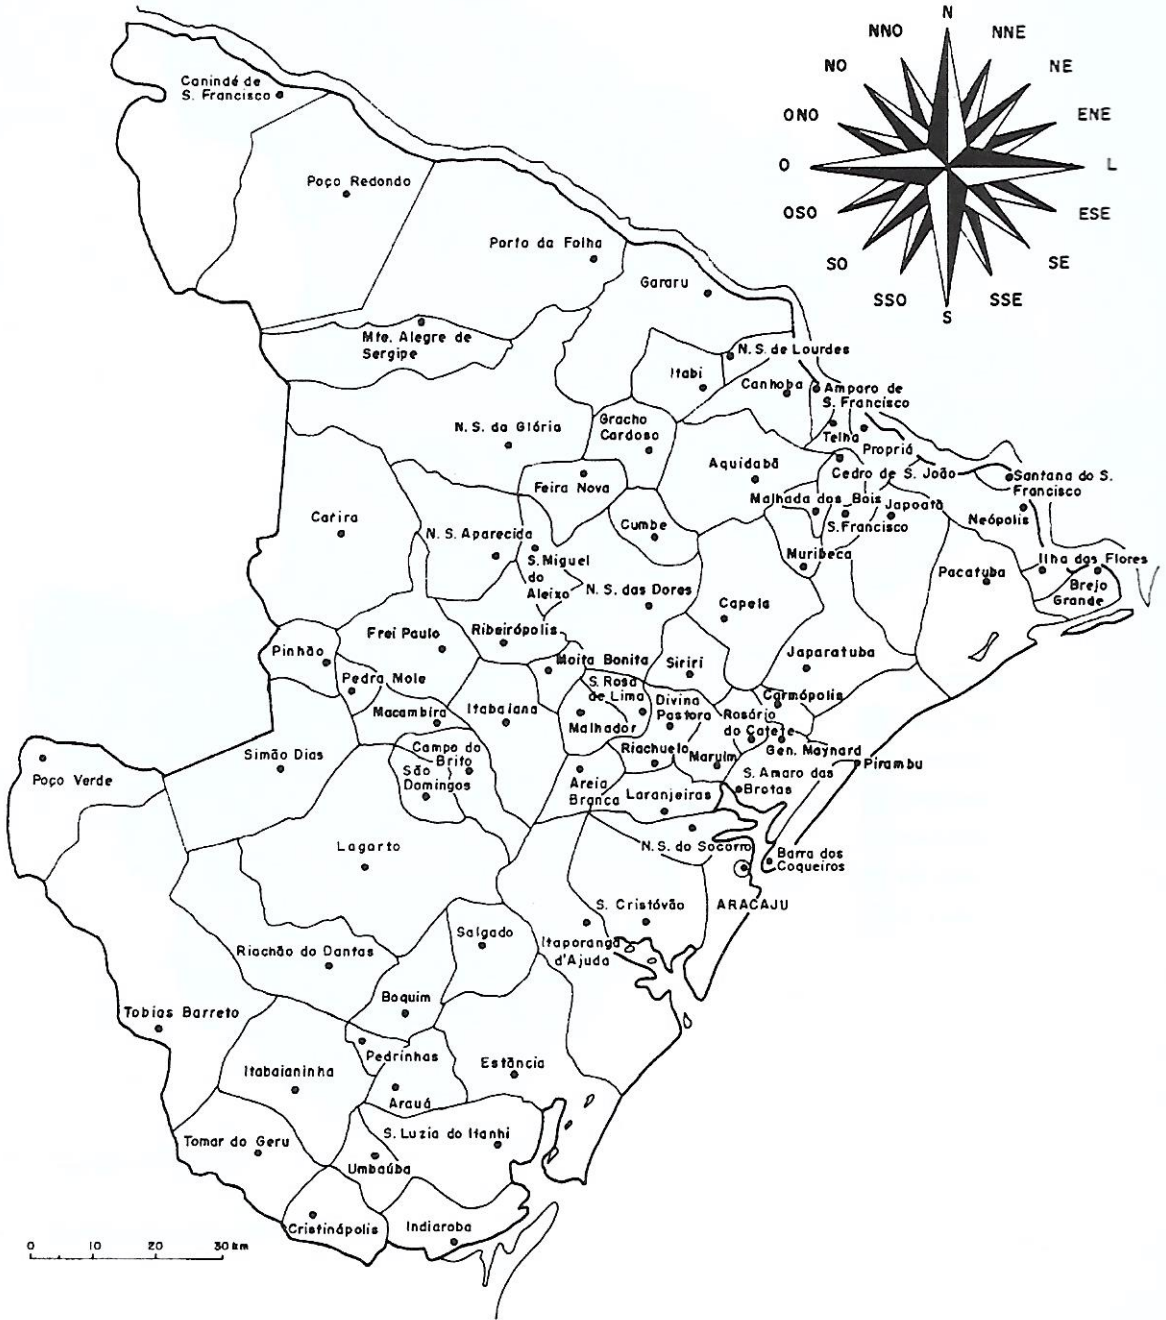 N
NNO
NNE
NO
NE
ONO
ENE
O
L
OSO
ESE
SO
SE
SSO
SSE
S
Canindé de
S. Francisco
Poço Redondo
Porto da Folha
Gararu
Mte. Alegre de
Sergipe
N. S. de Lourdes
Itabi
Canhoba
Amparo de
S. Francisco
N. S. da Glória
Gracho
Cardoso
Telha
Propriá
Aquidabã
Cedro de S. João
Santana do S.
Francisco
Feira Nova
Malhada dos Bois
Japoatã
Neópolis
Carira
Cumbe
S. Francisco
N. S. Aparecida
S. Miguel
do
Aleixo
Muribeca
Ilha das Flores
Pacatuba
Brejo
Grande
N. S. das Dores
Capela
Frei Paulo
Ribeirópolis
Pinhão
Moita Bonita
Siriri
Japaratuba
Pedra Mole
S. Rosa
de Lima
Divina
Pastora
Carmópolis
Macambira
Itabaiana
Malhador
Rosário
do Catete
Gen. Maynard
Simão Dias
Campo do
Brito
Riachuelo
Maruim
Pirambu
Poço Verde
São
Domingos
Areia
Branca
Laranjeiras
S. Amaro das
Brotas
Lagarto
N. S. do Socorro
Barra dos
Coqueiros
S. Cristóvão
ARACAJU
Riachão do Dantas
Salgado
Itaporanga
d'Ajuda
Boquim
Tobias Barreto
Pedrinhas
Estância
Itabaianinha
Arauá
Tomar do Geru
S. Luzia do Itanhi
Umbaúba
Cristinápolis
Indiaroba
0 10 20 30 km